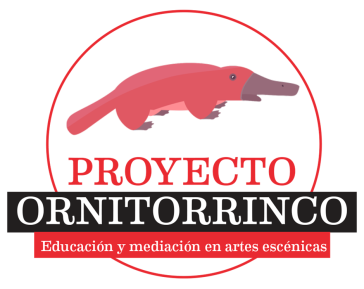 PROYECTO
ORNITORRINCO
Educación y mediación en artes escénicas